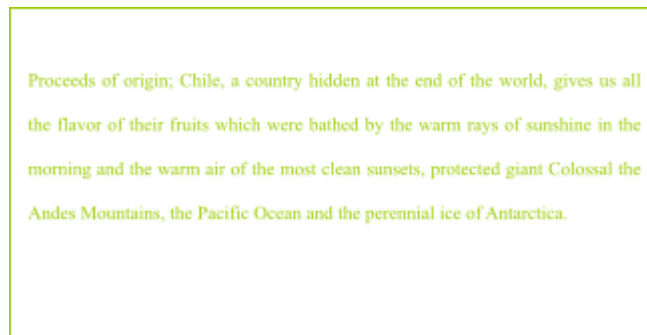 Proceeds of origin; Chile, a country hidden at the end of the world, gives us all
the flavor of their fruits which were bathed by the warm rays of sunshine in the
morning and the warm air of the most clean sunsets, protected giant Colossal the
Andes Mountains, the Pacific Ocean and the perennial ice of Antarctica.